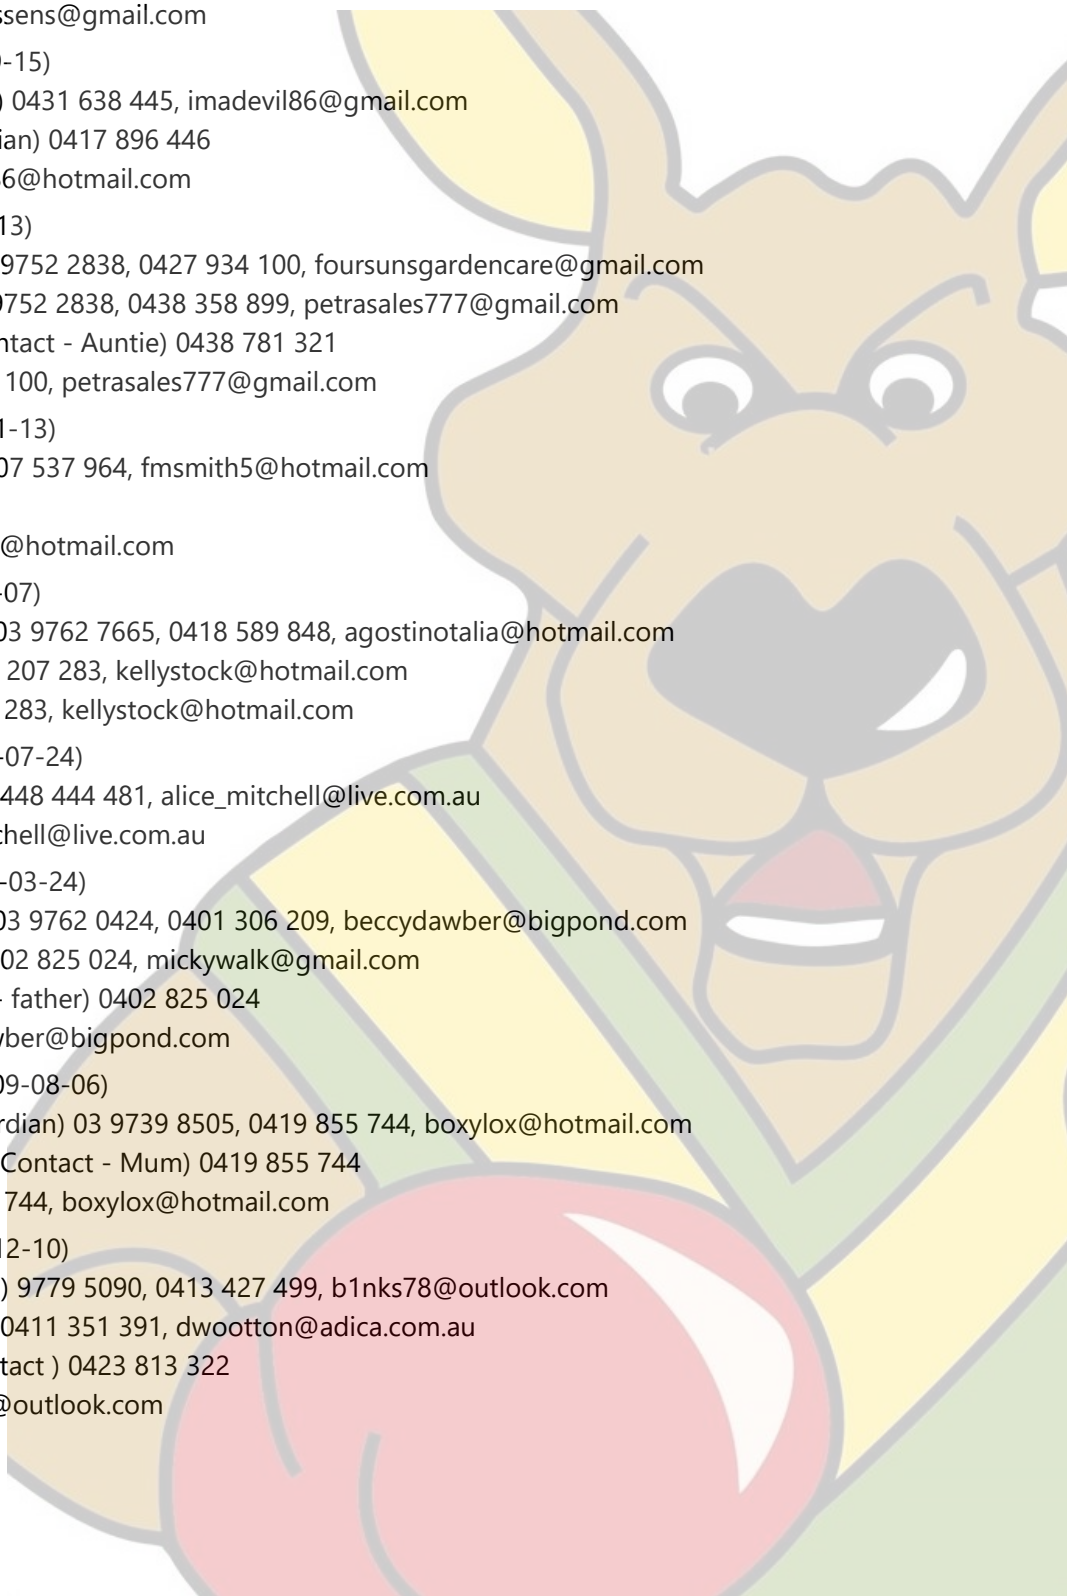 ssens@gmail.com
-15)
) 0431 638 445, imadevil86@gmail.com
ian) 0417 896 446
6@hotmail.com
13)
9752 2838, 0427 934 100, foursunsgardencare@gmail.com
9752 2838, 0438 358 899, petrasales777@gmail.com
ntact - Auntie) 0438 781 321
100, petrasales777@gmail.com
1-13)
07 537 964, fmsmith5@hotmail.com
@hotmail.com
-07)
03 9762 7665, 0418 589 848, agostinotalia@hotmail.com
207 283, kellystock@hotmail.com
283, kellystock@hotmail.com
-07-24)
448 444 481, alice_mitchell@live.com.au
chell@live.com.au
-03-24)
03 9762 0424, 0401 306 209, beccydawber@bigpond.com
02 825 024, mickywalk@gmail.com
- father) 0402 825 024
wber@bigpond.com
09-08-06)
rdian) 03 9739 8505, 0419 855 744, boxylox@hotmail.com
Contact - Mum) 0419 855 744
744, boxylox@hotmail.com
12-10)
) 9779 5090, 0413 427 499, b1nks78@outlook.com
0411 351 391, dwootton@adica.com.au
tact ) 0423 813 322
@outlook.com